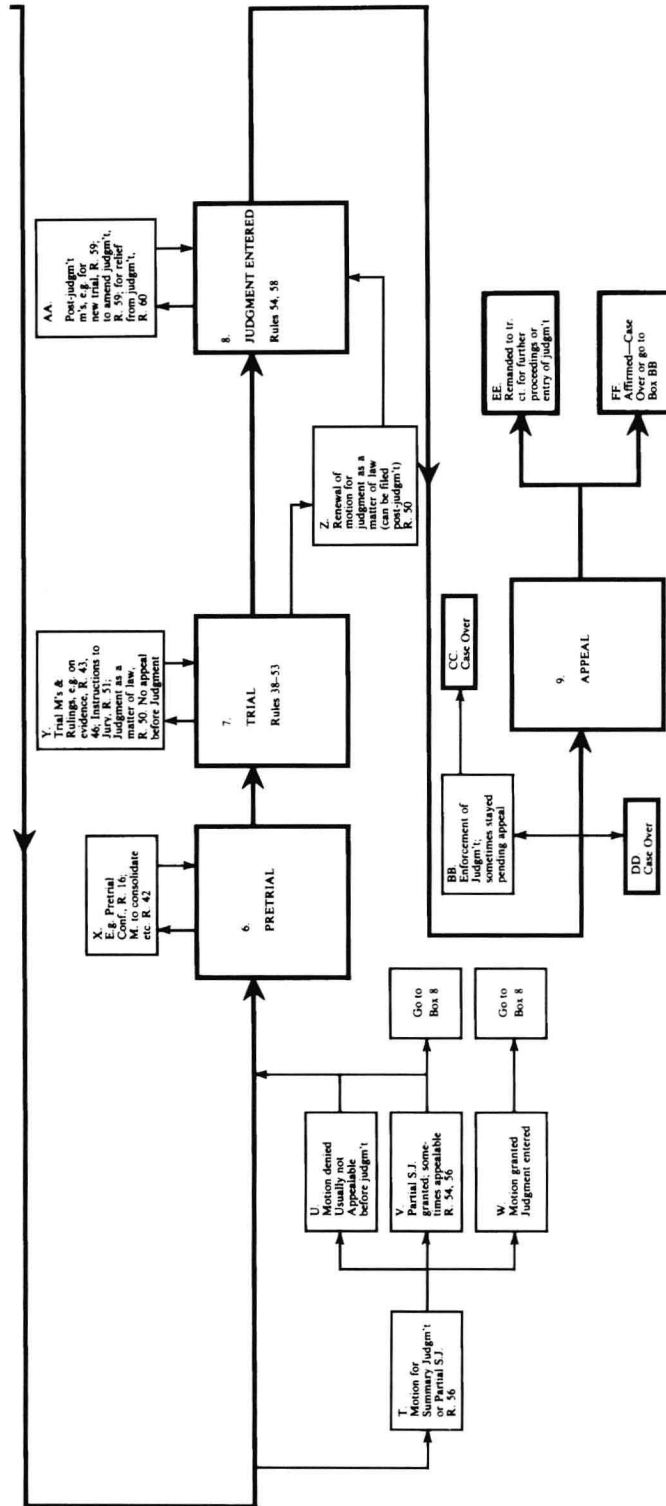 T.
Motion for
Summary Judgm't
or Partial S.J.
R. 56
U.
Motion denied
Usually not
Appealable
before judgm't
V.
Partial S.J.
granted; some-
times appealable
R. 54, 56
W.
Motion granted
Judgment entered
Go to
Box 8
Go to
Box 8
X.
E.g. Pretrial
Conf., R. 16;
M. to consolidate
etc. R. 42
6.
PRETRIAL
Y.
Trial M's &
Rulings, e.g. on
evidence, R. 43,
46; Instructions to
Jury, R. 51;
Judgment as a
matter of law,
R. 50. No appeal
before Judgment
7.
TRIAL
Rules 38–53
Z.
Renewal of
motion for
judgment as a
matter of law
(can be filed
post-judgm't)
R. 50
AA.
Post-judgm't
m's, e.g. for
new trial, R. 59;
to amend judgm't,
R. 59; for relief
from judgm't,
R. 60
8.
JUDGMENT ENTERED
Rules 54, 58
BB.
Enforcement of
Judgm't;
sometimes stayed
pending appeal
CC.
Case Over
DD.
Case Over
9.
APPEAL
EE.
Remanded to tr.
ct. for further
proceedings or
entry of judgm't
FF.
Affirmed—Case
Over or go to
Box BB